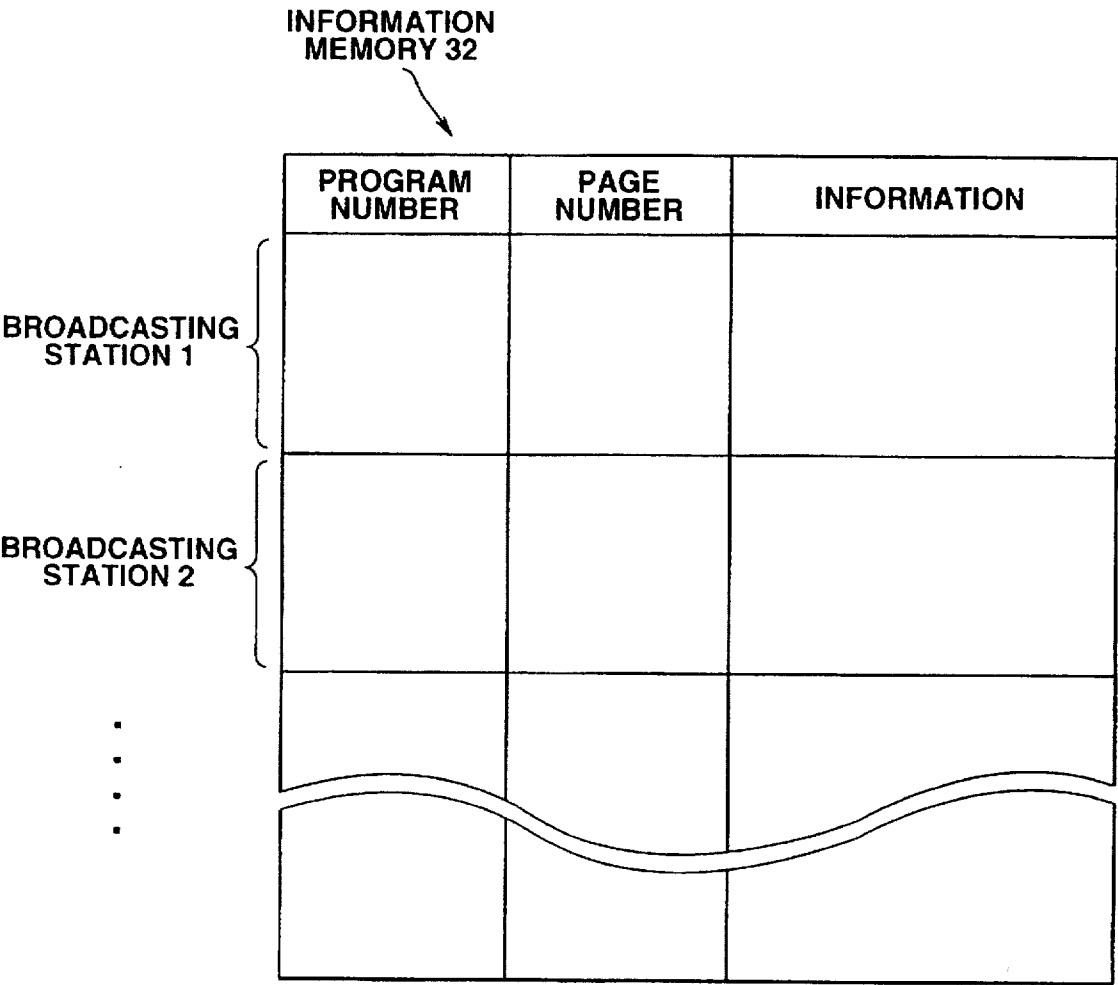 INFORMATION
MEMORY 32
PROGRAM
NUMBER
PAGE
NUMBER
INFORMATION
BROADCASTING
STATION 1
BROADCASTING
STATION 2